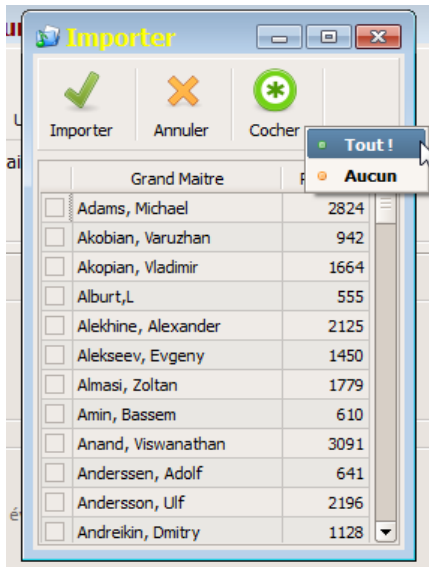 Importer
Importer Annuler Cocher
Tout !
Aucun
Grand Maitre
Adams, Michael 2824
Akobian, Varuzhan 942
Akopian, Vladimir 1664
Alburt,L 555
Alekhine, Alexander 2125
Alekseev, Evgeny 1450
Almasi, Zoltan 1779
Amin, Bassem 610
Anand, Viswanathan 3091
Anderssen, Adolf 641
Andersson, Ulf 2196
Andreikin, Dmitry 1128